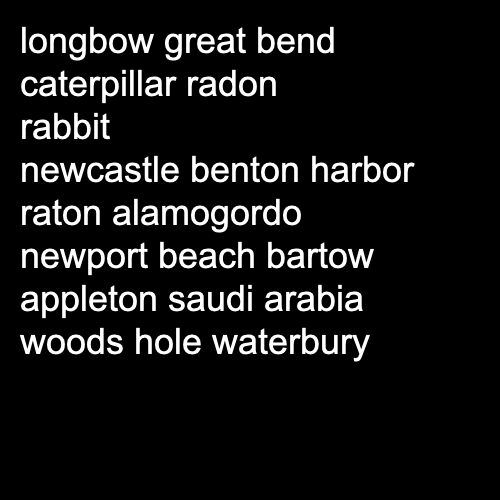 longbow great bend
caterpillar radon
rabbit
newcastle benton harbor
raton alamogordo
newport beach bartow
appleton saudi arabia
woods hole waterbury